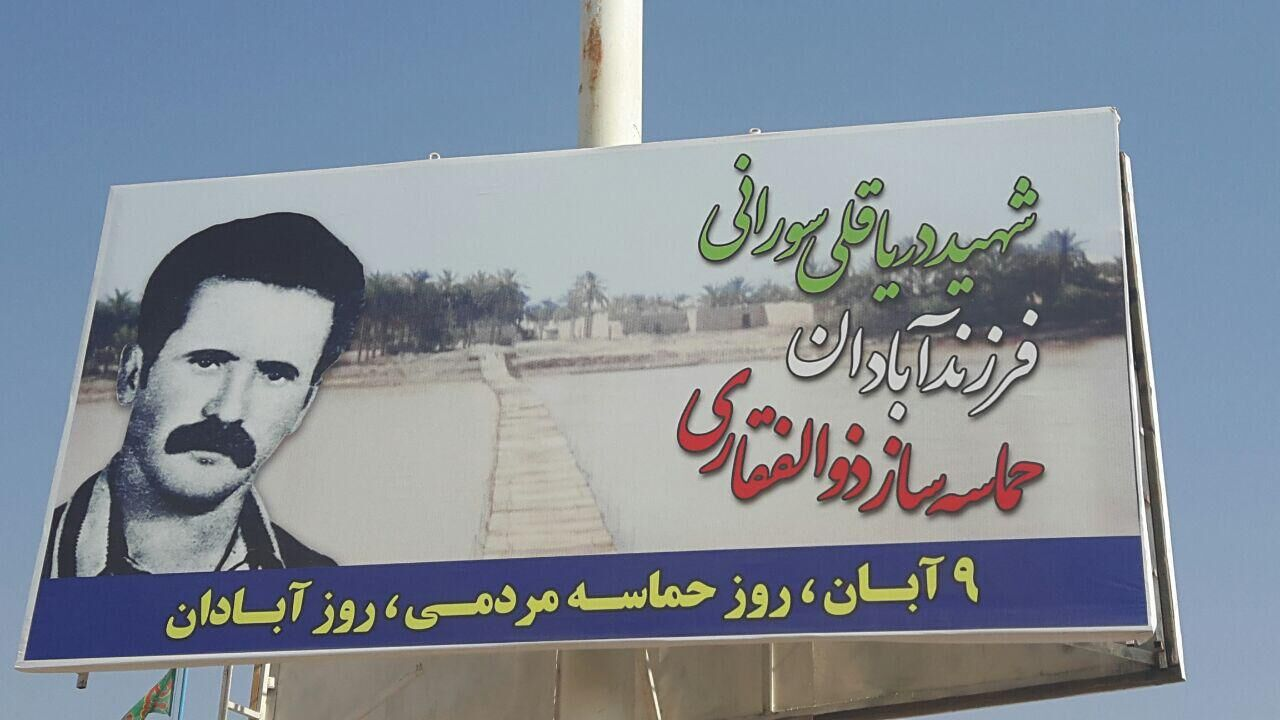 شهید دریاقلی سورانی
فرزند آبادان
حماسه ساز ذوالفقاری
۹ آبان، روز حماسه مردمی، روز آبادان